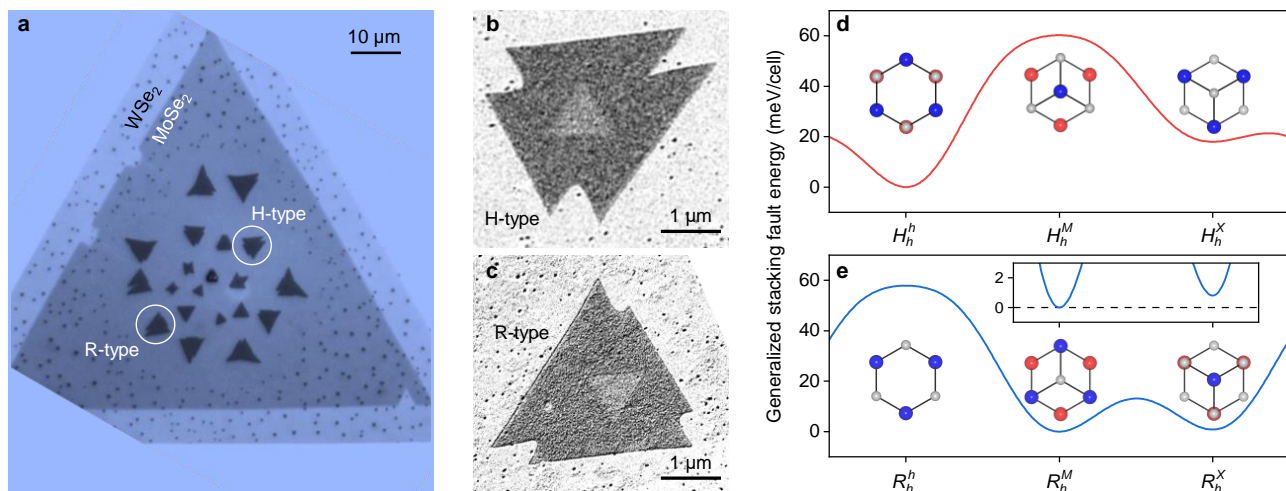 a
10 µm
WSe₂
MoSe₂
H-type
R-type
b
H-type
1 µm
c
R-type
1 µm
Generalized stacking fault energy (meV/cell)
d
60
40
20
0
H_h^h
H_h^M
H_h^X
e
60
40
20
0
2
0
R_h^h
R_h^M
R_h^X